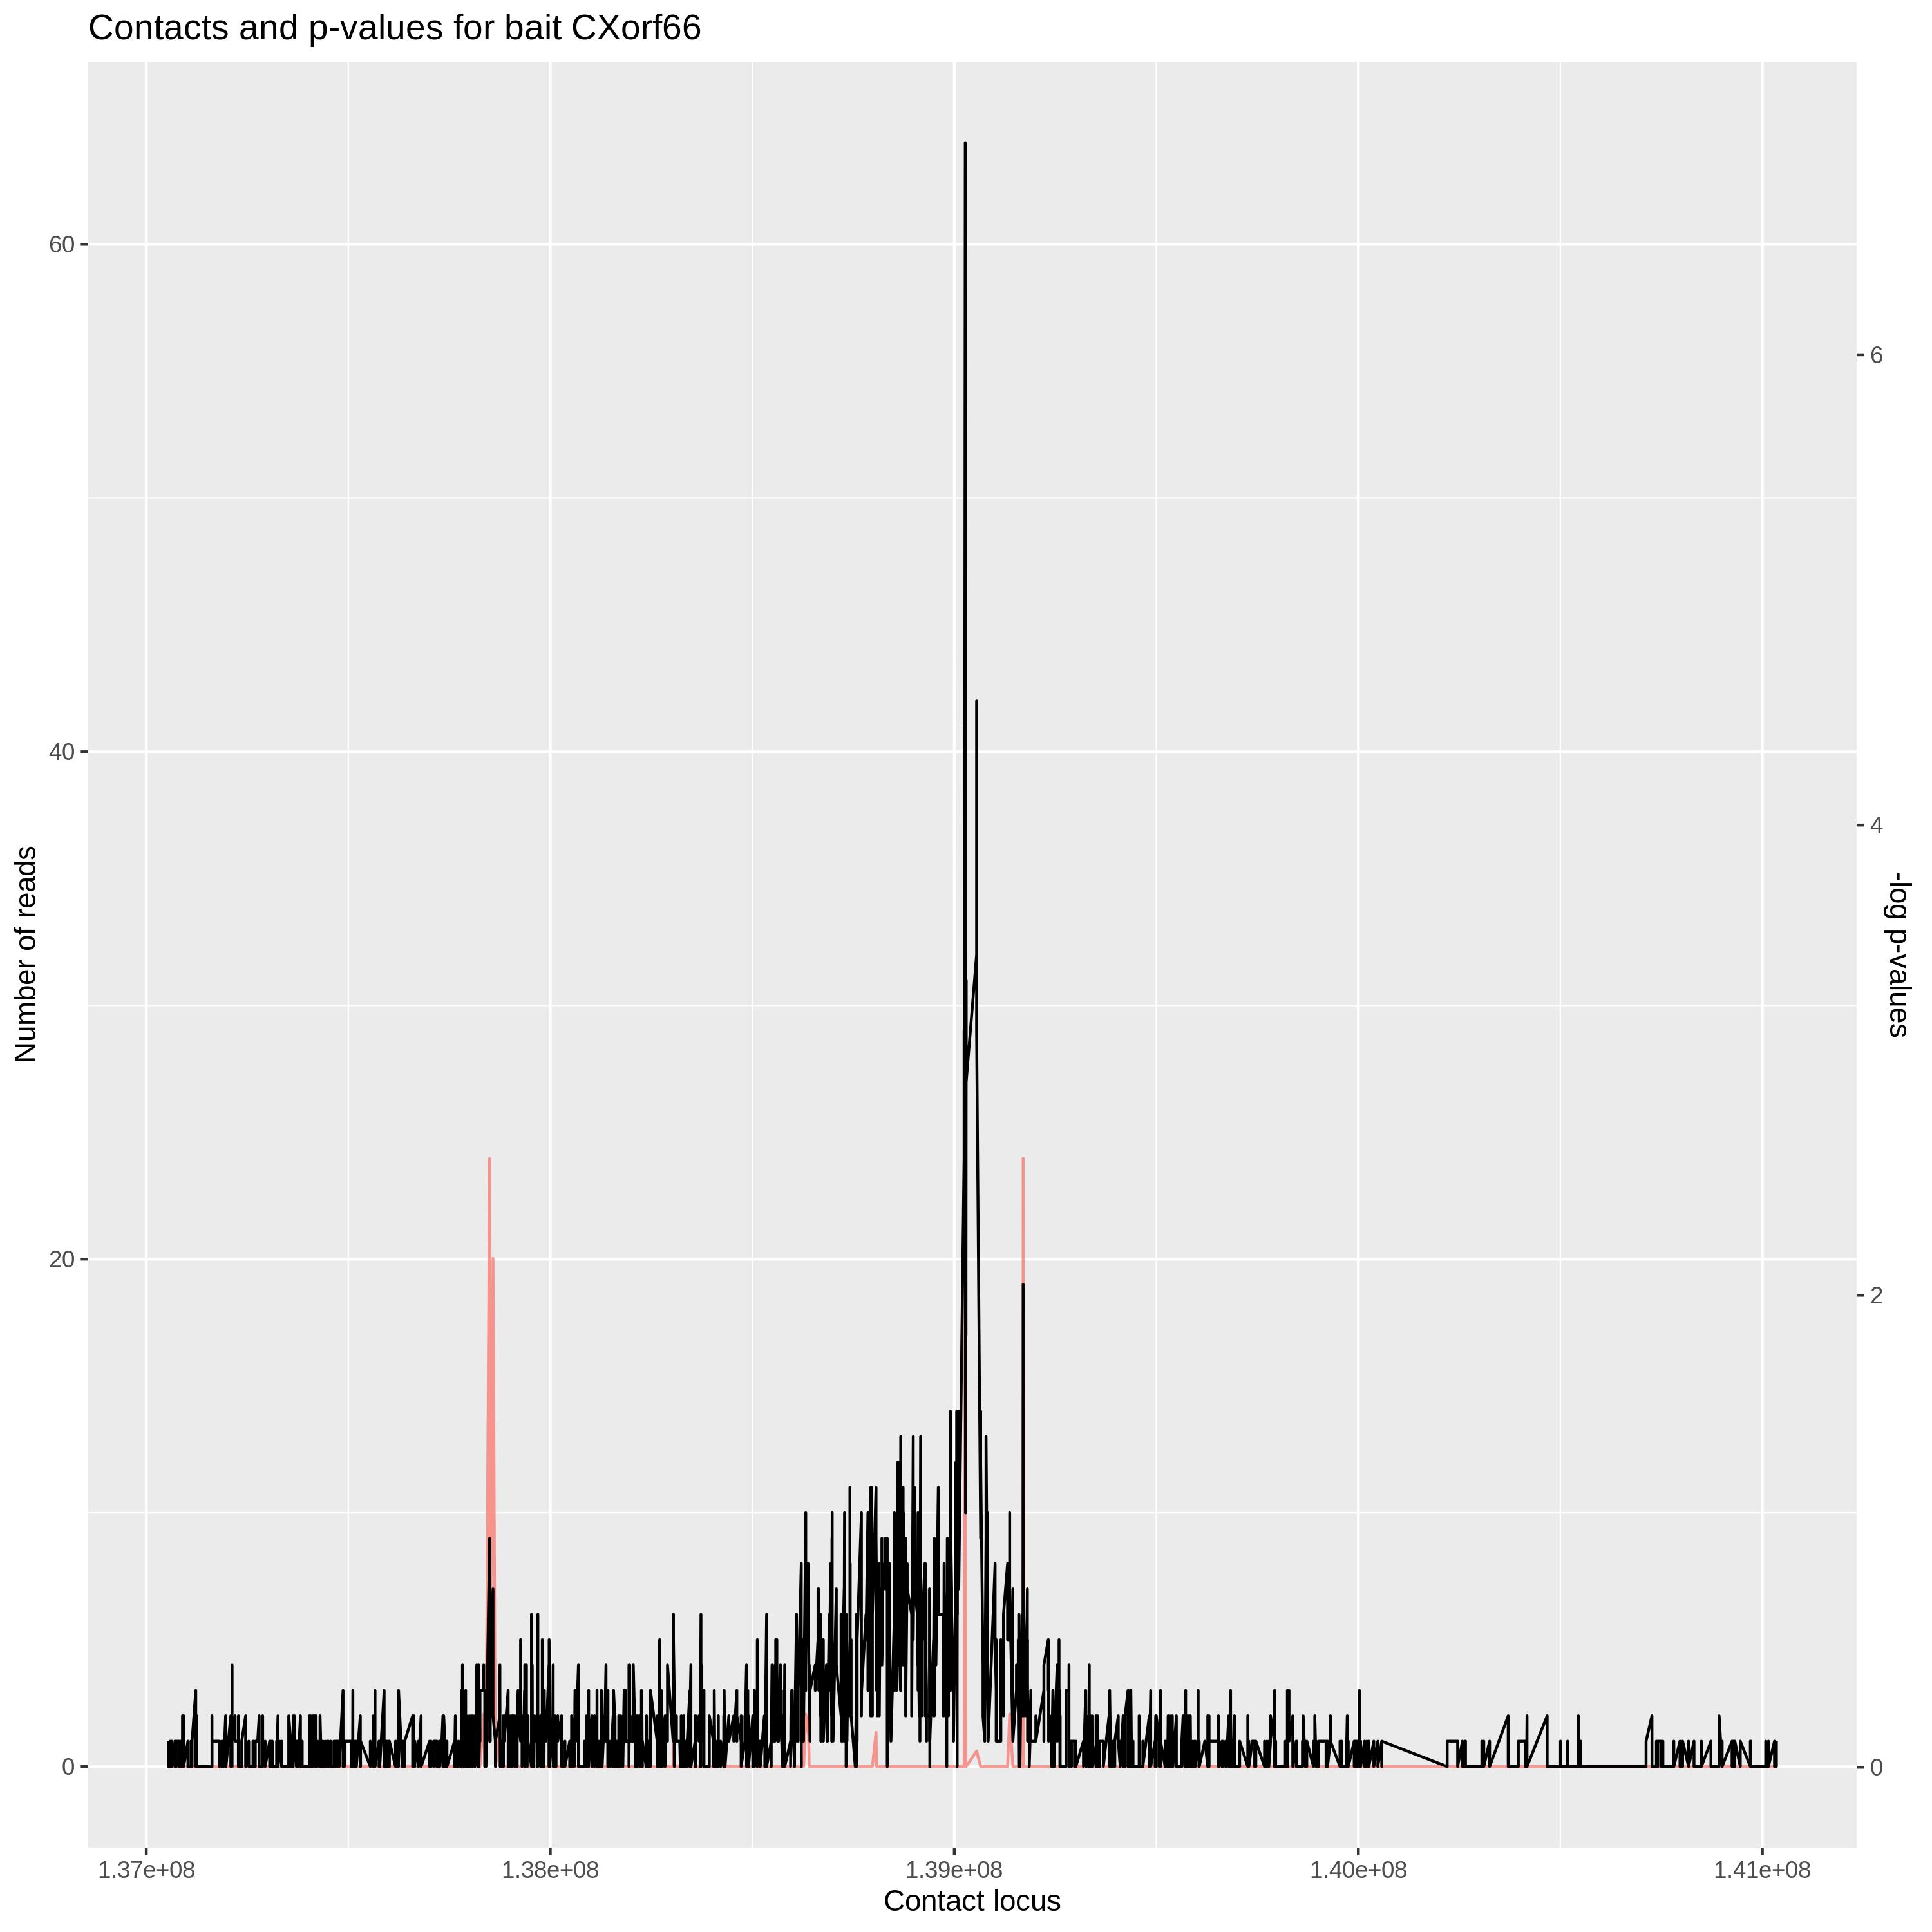 Contacts and p-values for bait CXorf66
60
40
20
0
6
4
2
0
Number of reads
-log p-values
1.37e+08 1.38e+08 1.39e+08 1.40e+08 1.41e+08
Contact locus